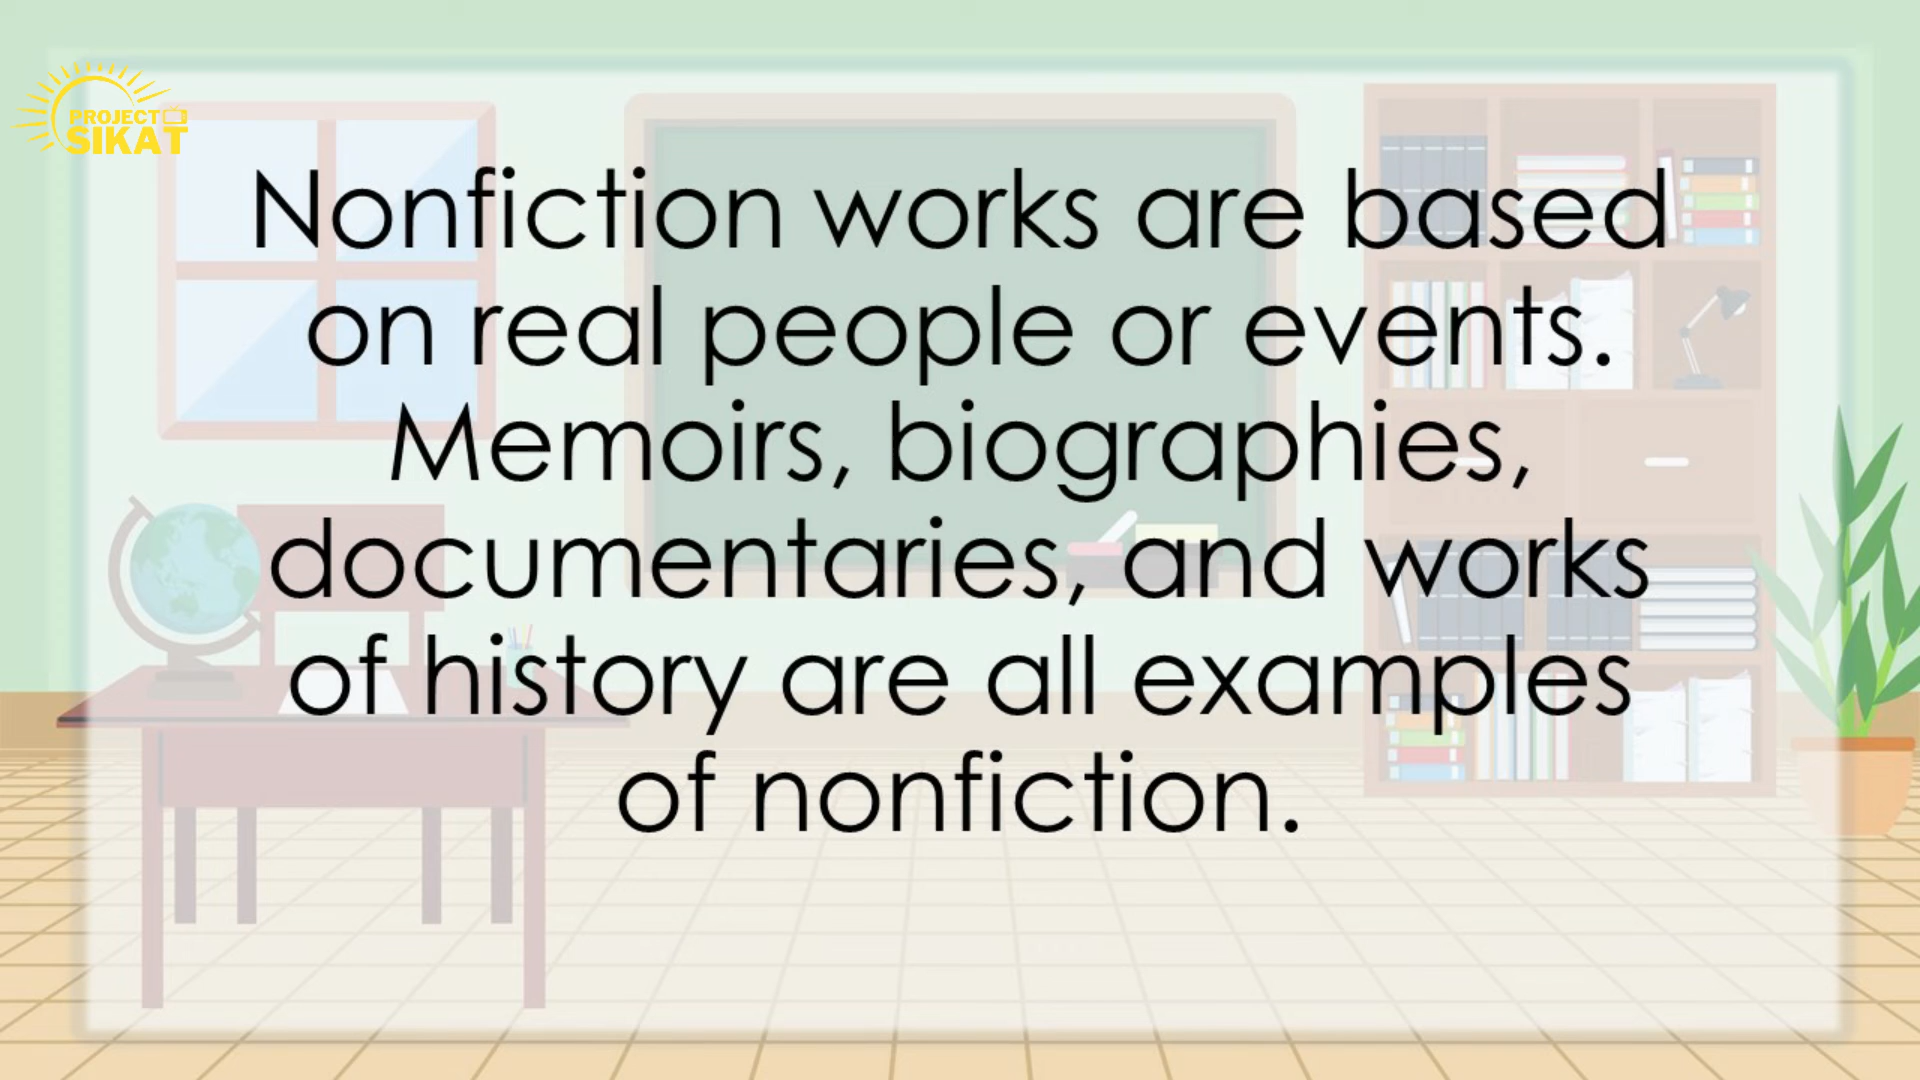 PROJECT
SIKAT
Nonfiction works are based
on real people or events.
Memoirs, biographies,
documentaries, and works
of history are all examples
of nonfiction.